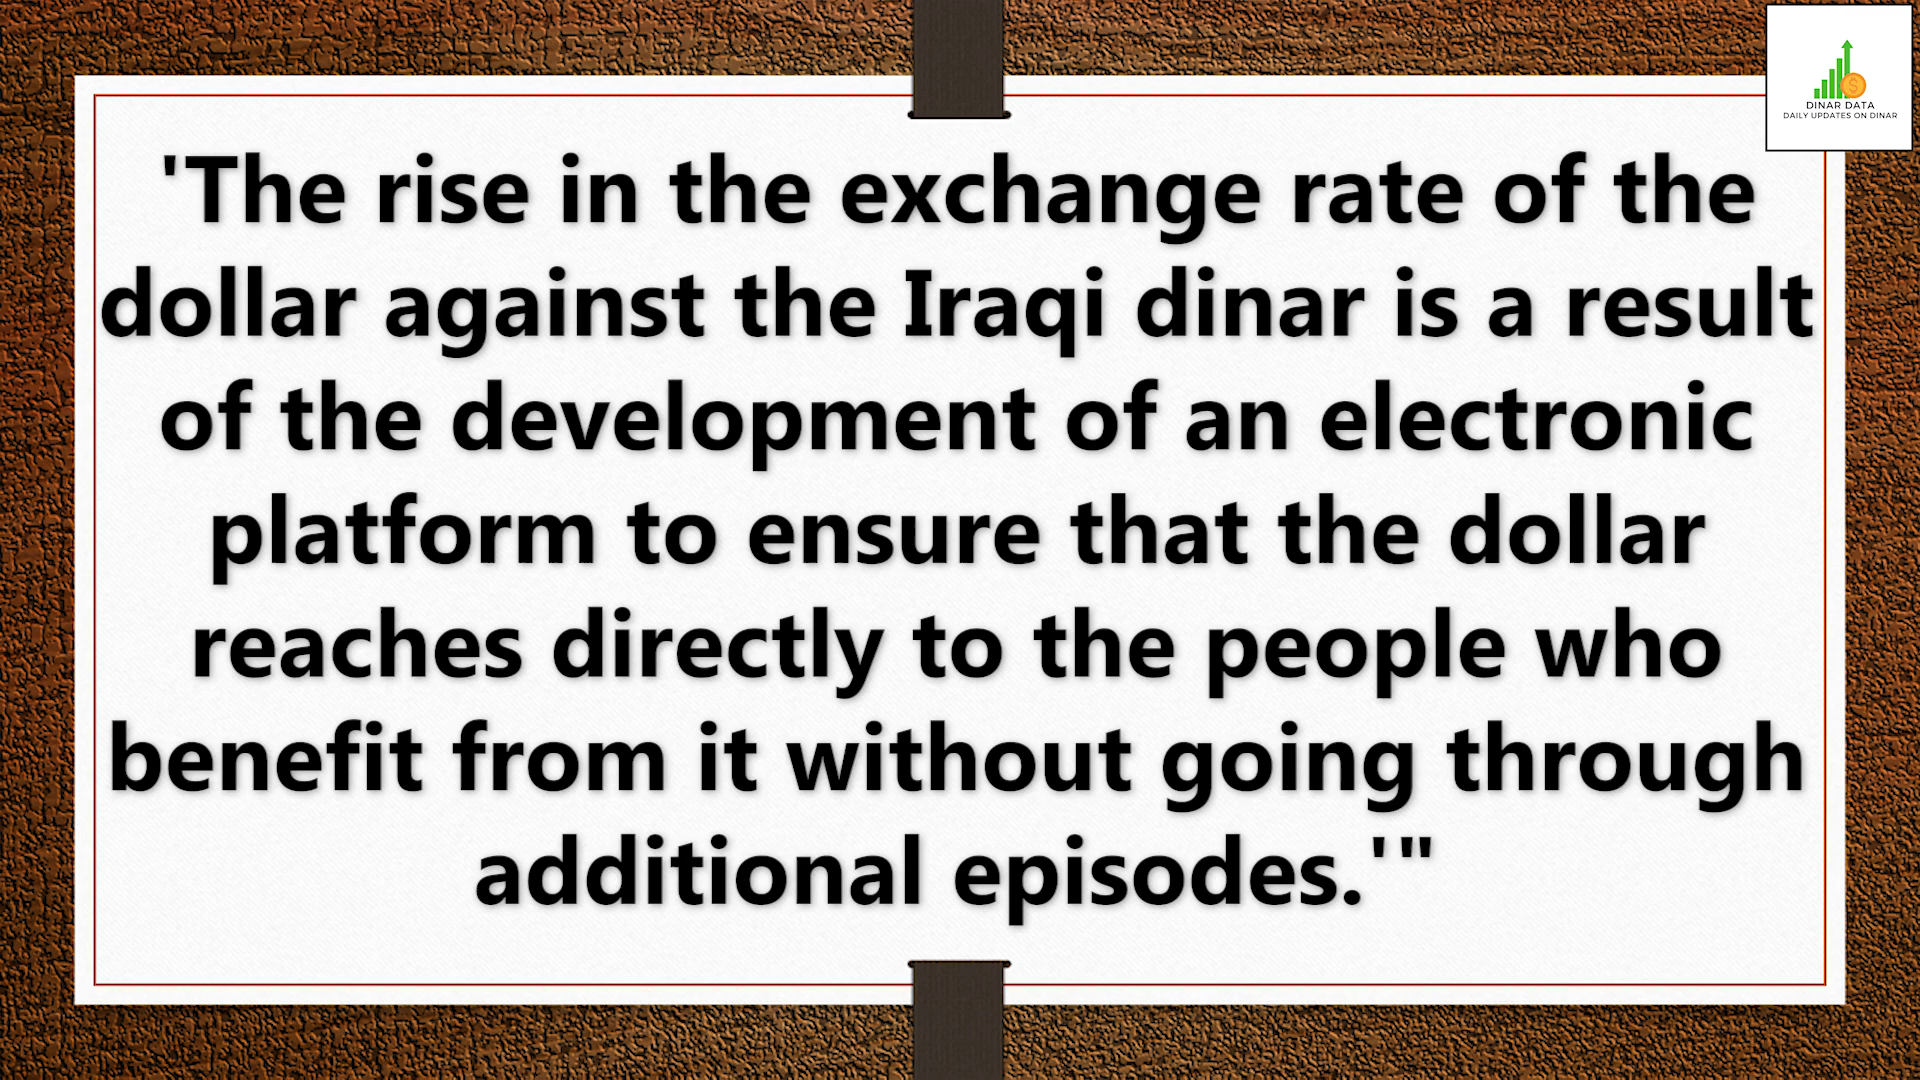 DINAR DATA
DAILY UPDATES ON DINAR
'The rise in the exchange rate of the
dollar against the Iraqi dinar is a result
of the development of an electronic
platform to ensure that the dollar
reaches directly to the people who
benefit from it without going through
additional episodes.'"